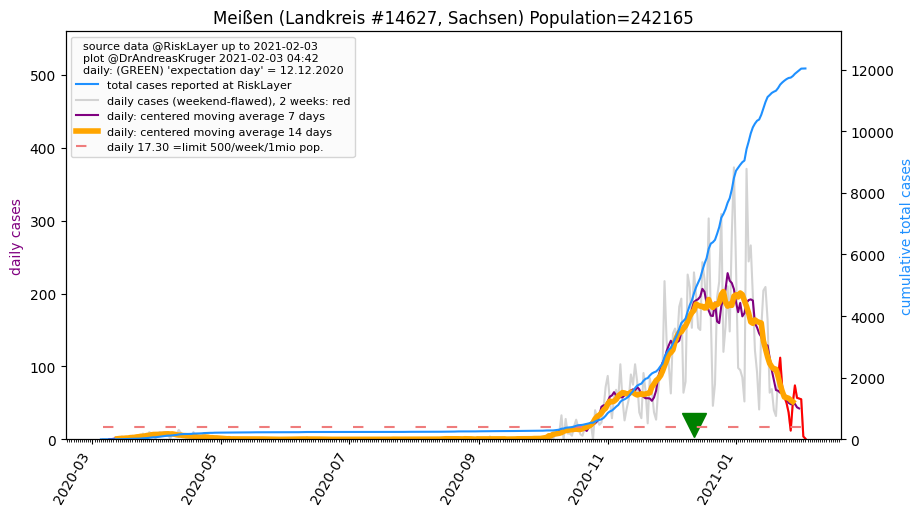 Meißen (Landkreis #14627, Sachsen) Population=242165
source data @RiskLayer up to 2021-02-03
plot @DrAndreasKruger 2021-02-03 04:42
daily: (GREEN) 'expectation day' = 12.12.2020
total cases reported at RiskLayer
daily cases (weekend-flawed), 2 weeks: red
daily: centered moving average 7 days
daily: centered moving average 14 days
daily 17.30 =limit 500/week/1mio pop.
daily cases
500
400
300
200
100
0
cumulative total cases
12000
10000
8000
6000
4000
2000
0
2020-03
2020-05
2020-07
2020-09
2020-11
2021-01